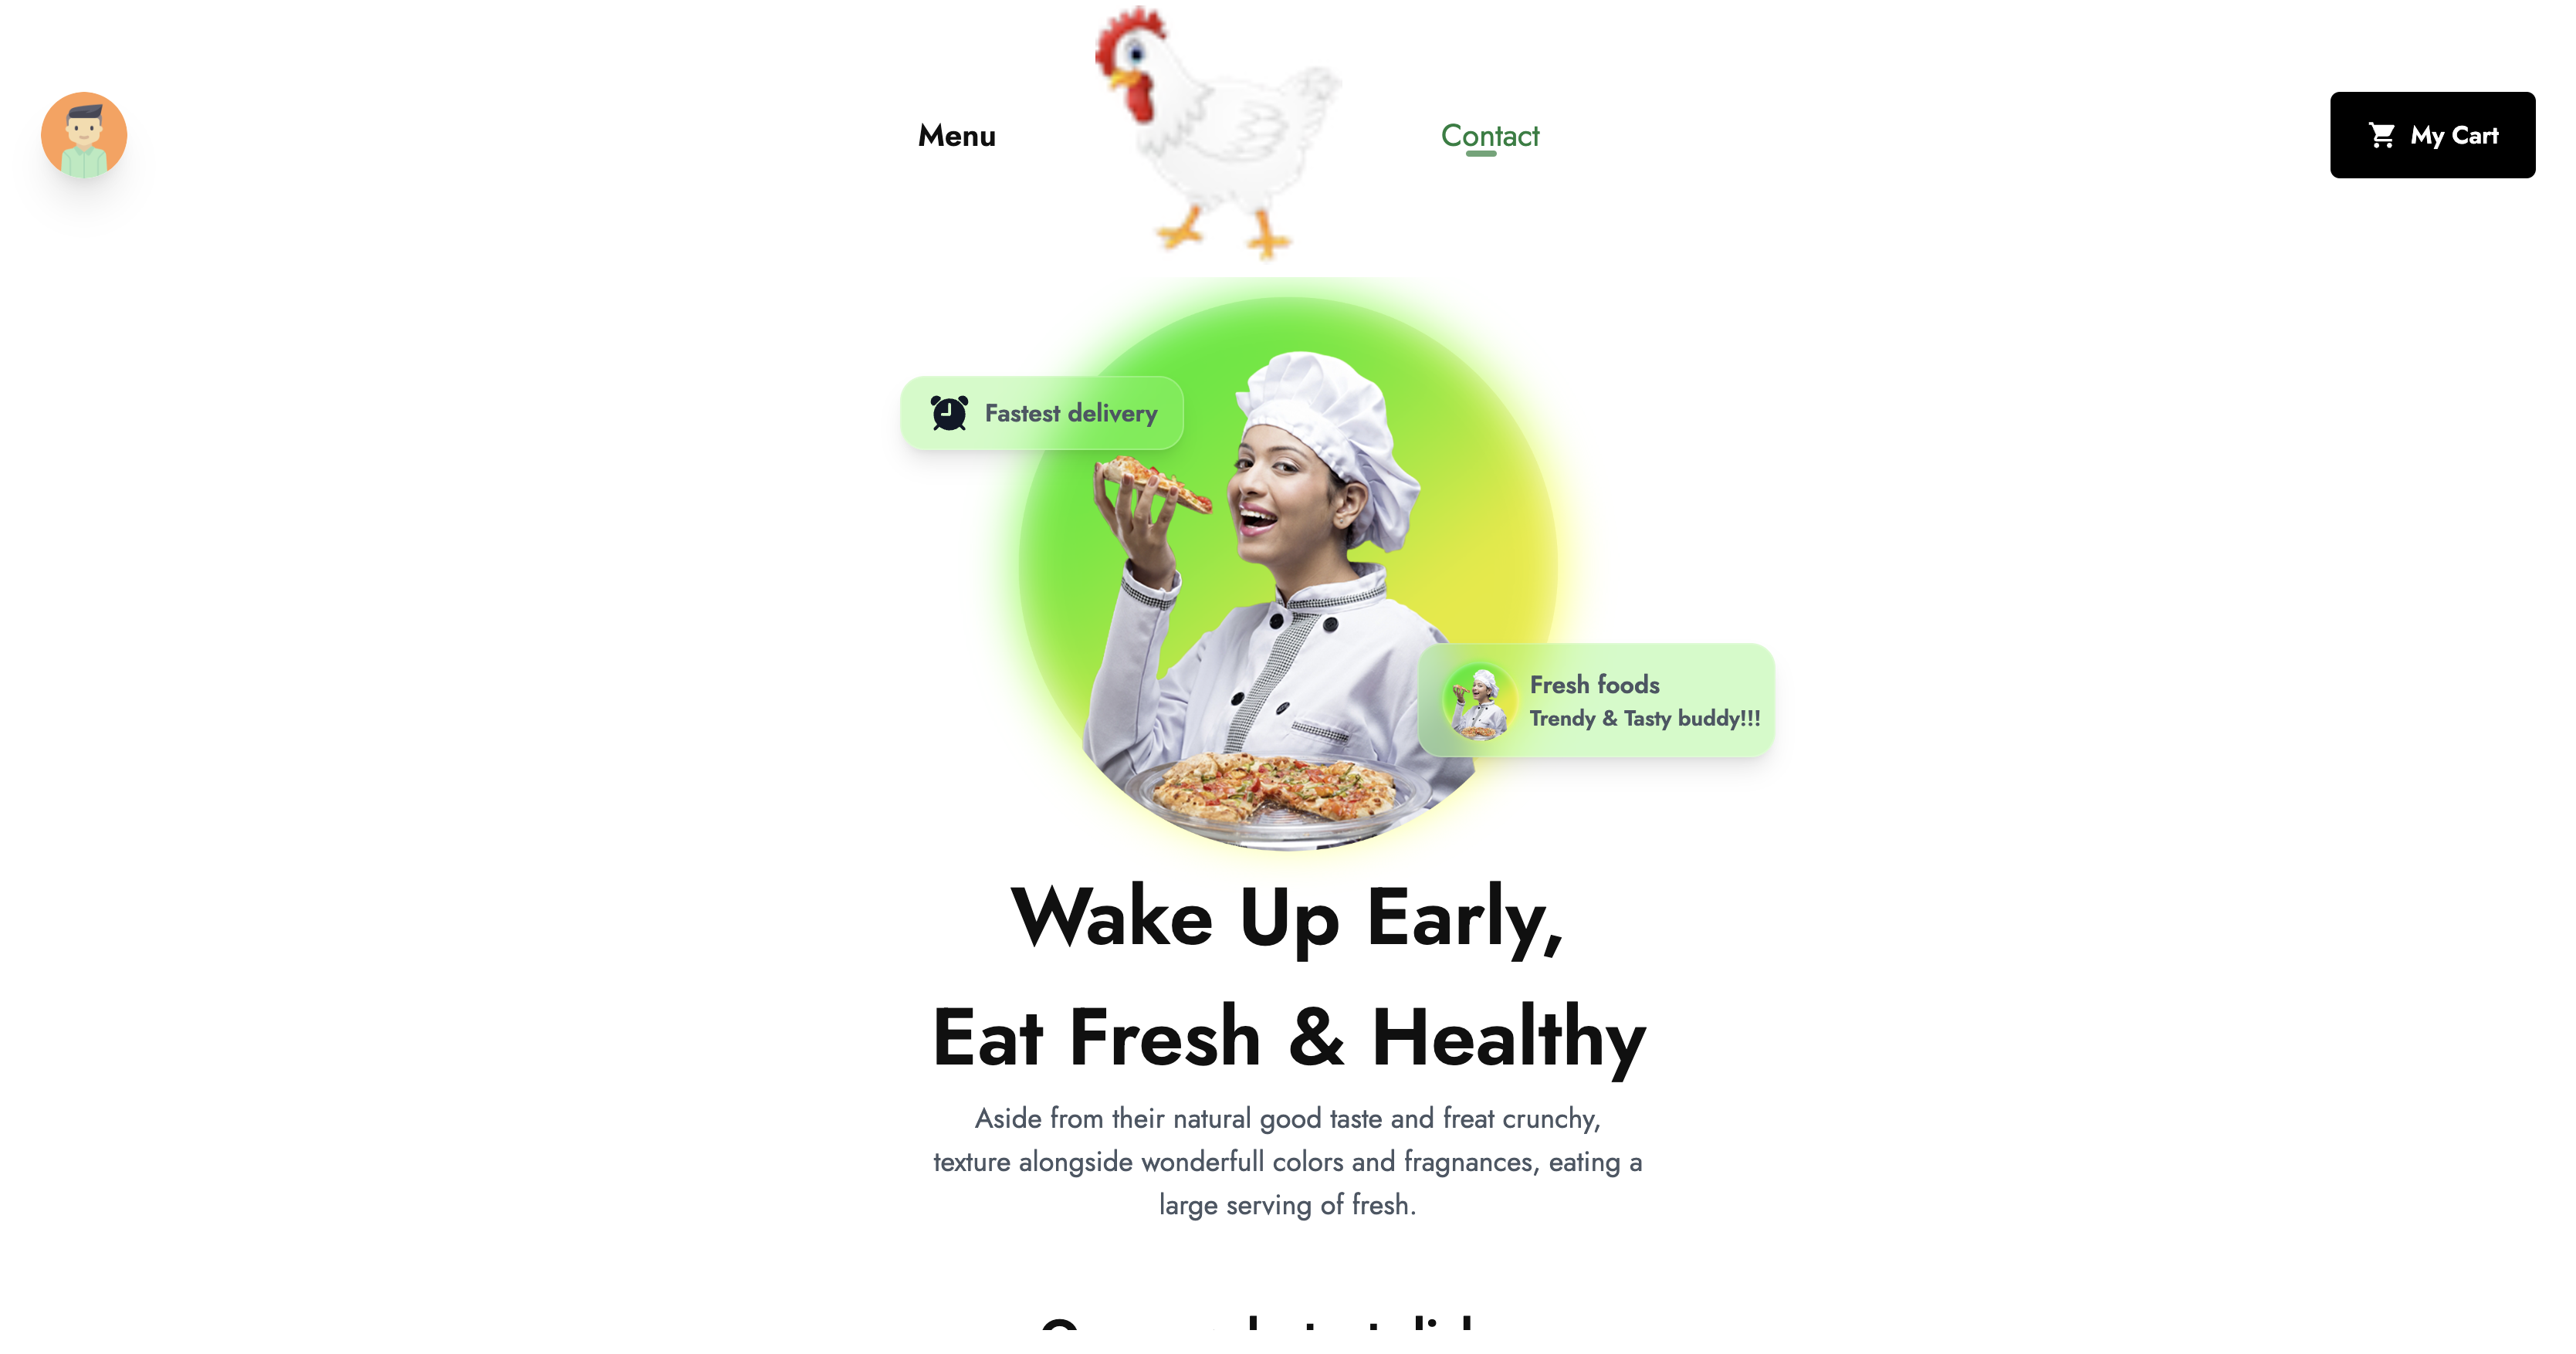 Menu
Contact
My Cart
Fastest delivery
Fresh foods
Trendy & Tasty buddy!!!
Wake Up Early,
Eat Fresh & Healthy
Aside from their natural good taste and freat crunchy,
texture alongside wonderfull colors and fragnances, eating a
large serving of fresh.